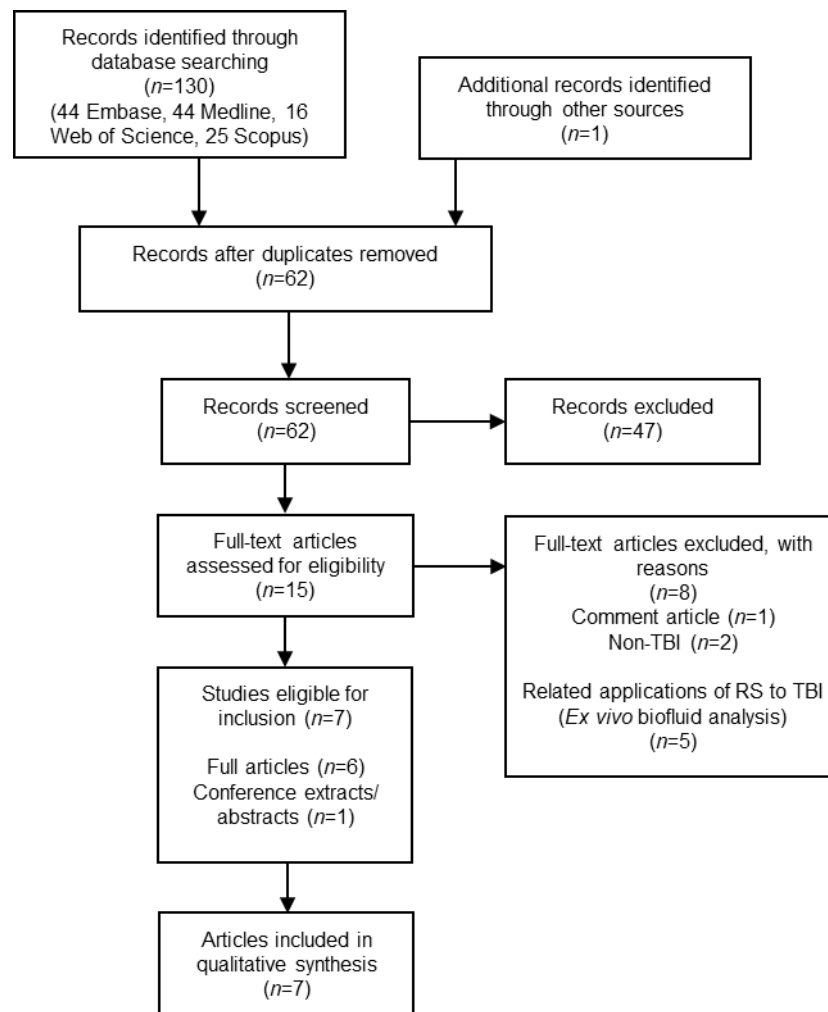 Records identified through
database searching
(n=130)
(44 Embase, 44 Medline, 16
Web of Science, 25 Scopus)
Additional records identified
through other sources
(n=1)
Records after duplicates removed
(n=62)
Records screened
(n=62)
Records excluded
(n=47)
Full-text articles
assessed for eligibility
(n=15)
Full-text articles excluded, with
reasons
(n=8)
Comment article (n=1)
Non-TBI (n=2)
Related applications of RS to TBI
(Ex vivo biofluid analysis)
(n=5)
Studies eligible for
inclusion (n=7)
Full articles (n=6)
Conference extracts/
abstracts (n=1)
Articles included in
qualitative synthesis
(n=7)